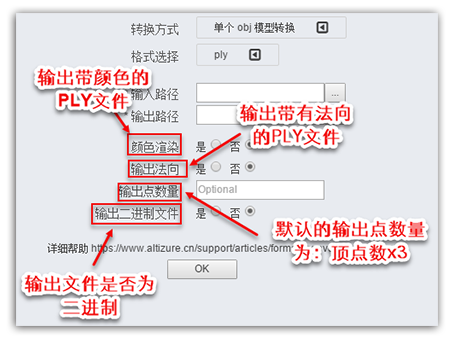 转换方式 单个 obj 模型转换
格式选择 ply
输出带颜色的
PLY文件
输入路径 ...
输出路径
输出带有法向
的PLY文件
颜色渲染 是 否
输出法向 是 否
输出点数量 Optional
输出二进制文件 是 否
默认的输出点数量
为：顶点数x3
详细帮助 https://www.altizure.cn/support/articles/form
OK
输出文件是否为
二进制